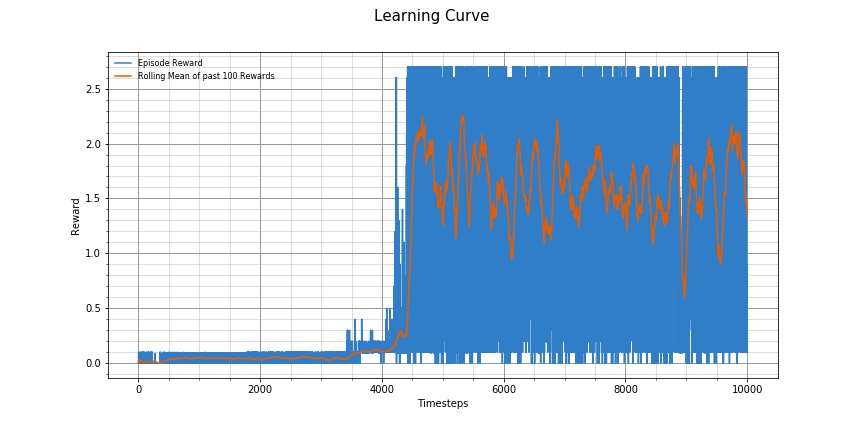 Learning Curve
Episode Reward
Rolling Mean of past 100 Rewards
2.5
2.0
1.5
1.0
0.5
0.0
Reward
0 2000 4000 6000 8000 10000
Timesteps